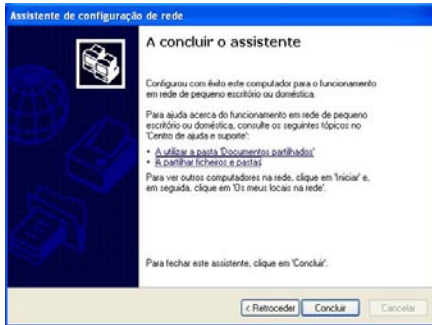 Assistente de configuração de rede
A concluir o assistente
Configurou com êxito este computador para o funcionamento
em rede de pequeno escritório ou doméstica.
Para ajuda acerca do funcionamento em rede de pequeno
escritório ou doméstica, consulte os seguintes tópicos no
'Centro de ajuda e suporte':
• A utilizar a pasta 'Documentos partilhados'
• A partilhar ficheiros e pastas
Para ver outros computadores na rede, clique em 'Iniciar' e,
em seguida, clique em 'Os meus locais na rede'.
Para fechar este assistente, clique em 'Concluir'.
< Retroceder
Concluir
Cancelar